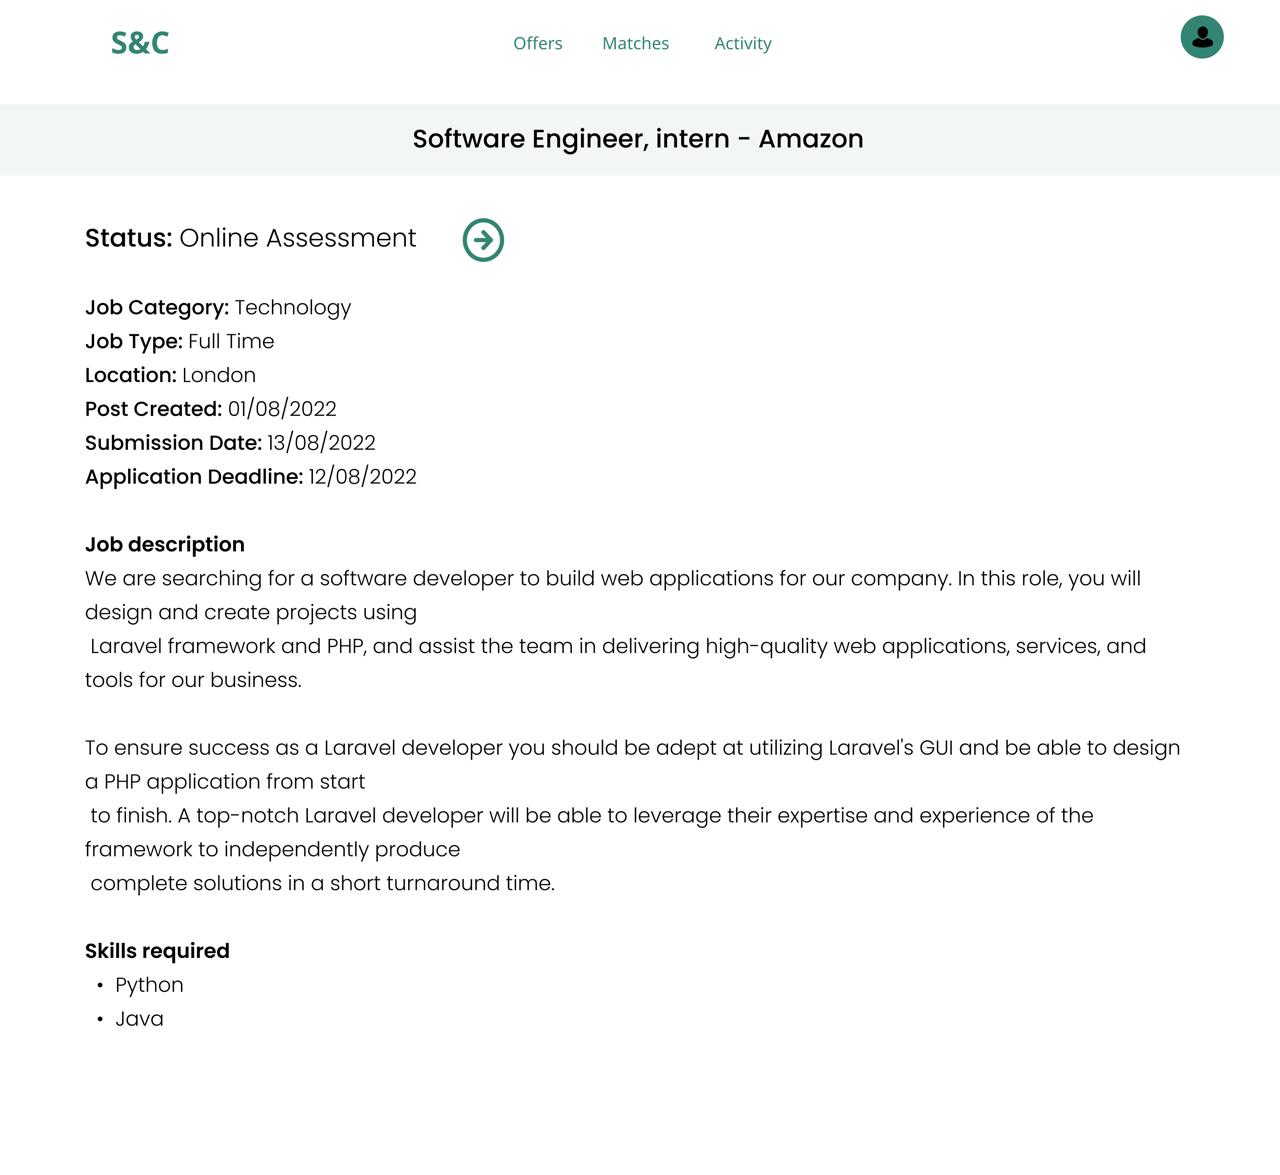 S&C
Offers Matches Activity
Software Engineer, intern - Amazon
Status: Online Assessment
Job Category: Technology
Job Type: Full Time
Location: London
Post Created: 01/08/2022
Submission Date: 13/08/2022
Application Deadline: 12/08/2022
Job description
We are searching for a software developer to build web applications for our company. In this role, you will
design and create projects using
Laravel framework and PHP, and assist the team in delivering high-quality web applications, services, and
tools for our business.
To ensure success as a Laravel developer you should be adept at utilizing Laravel's GUI and be able to design
a PHP application from start
to finish. A top-notch Laravel developer will be able to leverage their expertise and experience of the
framework to independently produce
complete solutions in a short turnaround time.
Skills required
• Python
• Java